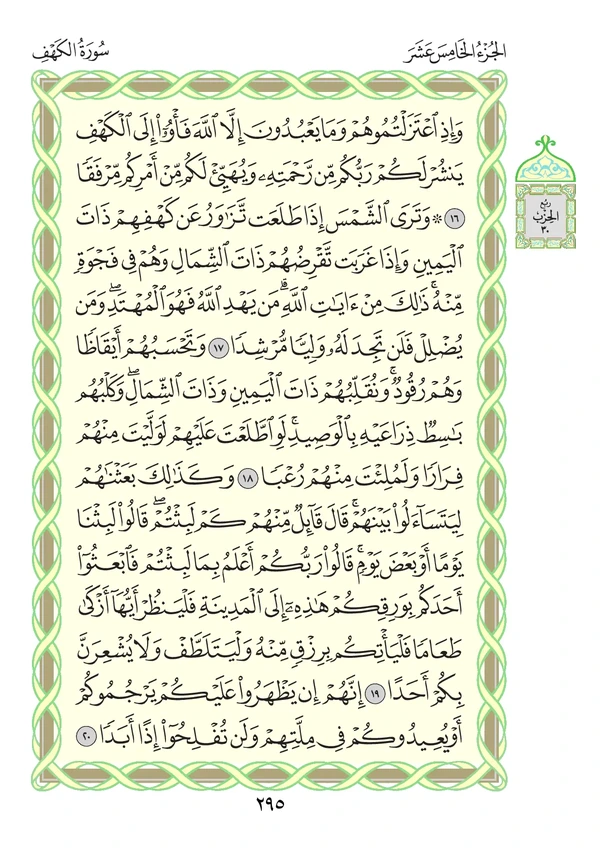 الجُزْءُ الخَامِسَ عَشَرَ
سُورَةُ الكَهْفِ
وَإِذِ ٱعْتَزَلْتُمُوهُمْ وَمَا يَعْبُدُونَ إِلَّا ٱللَّهَ فَأْوُۥٓا۟ إِلَى ٱلْكَهْفِ
يَنشُرْ لَكُمْ رَبُّكُم مِّن رَّحْمَتِهِۦ وَيُهَيِّئْ لَكُم مِّنْ أَمْرِكُم مِّرْفَقًا
١٦ ۞ وَتَرَى ٱلشَّمْسَ إِذَا طَلَعَت تَّزَٰوَرُ عَن كَهْفِهِمْ ذَاتَ
ٱلْيَمِينِ وَإِذَا غَرَبَت تَّقْرِضُهُمْ ذَاتَ ٱلشِّمَالِ وَهُمْ فِى فَجْوَةٍ
مِّنْهُ ۚ ذَٰلِكَ مِنْ ءَايَٰتِ ٱللَّهِ ۗ مَن يَهْدِ ٱللَّهُ فَهُوَ ٱلْمُهْتَدِ ۖ وَمَن
يُضْلِلْ فَلَن تَجِدَ لَهُۥ وَلِيًّا مُّرْشِدًا ١٧ وَتَحْسَبُهُمْ أَيْقَاظًا
وَهُمْ رُقُودٌ ۚ وَنُقَلِّبُهُمْ ذَاتَ ٱلْيَمِينِ وَذَاتَ ٱلشِّمَالِ ۖ وَكَلْبُهُم
بَٰسِطٌ ذِرَاعَيْهِ بِٱلْوَصِيدِ ۚ لَوِ ٱطَّلَعْتَ عَلَيْهِمْ لَوَلَّيْتَ مِنْهُمْ
فِرَارًا وَلَمُلِئْتَ مِنْهُمْ رُعْبًا ١٨ وَكَذَٰلِكَ بَعَثْنَٰهُمْ
لِيَتَسَآءَلُوا۟ بَيْنَهُمْ ۚ قَالَ قَآئِلٌ مِّنْهُمْ كَمْ لَبِثْتُمْ ۖ قَالُوا۟ لَبِثْنَا
يَوْمًا أَوْ بَعْضَ يَوْمٍ ۚ قَالُوا۟ رَبُّكُمْ أَعْلَمُ بِمَا لَبِثْتُمْ فَٱبْعَثُوٓا۟
أَحَدَكُم بِوَرِقِكُمْ هَٰذِهِۦٓ إِلَى ٱلْمَدِينَةِ فَلْيَنظُرْ أَيُّهَآ أَزْكَىٰ
طَعَامًا فَلْيَأْتِكُم بِرِزْقٍ مِّنْهُ وَلْيَتَلَطَّفْ وَلَا يُشْعِرَنَّ
بِكُمْ أَحَدًا ١٩ إِنَّهُمْ إِن يَظْهَرُوا۟ عَلَيْكُمْ يَرْجُمُوكُمْ
أَوْ يُعِيدُوكُمْ فِى مِلَّتِهِمْ وَلَن تُفْلِحُوٓا۟ إِذًا أَبَدًا ٢٠
رُبع
الحِزْب
٣٠
٢٩٥